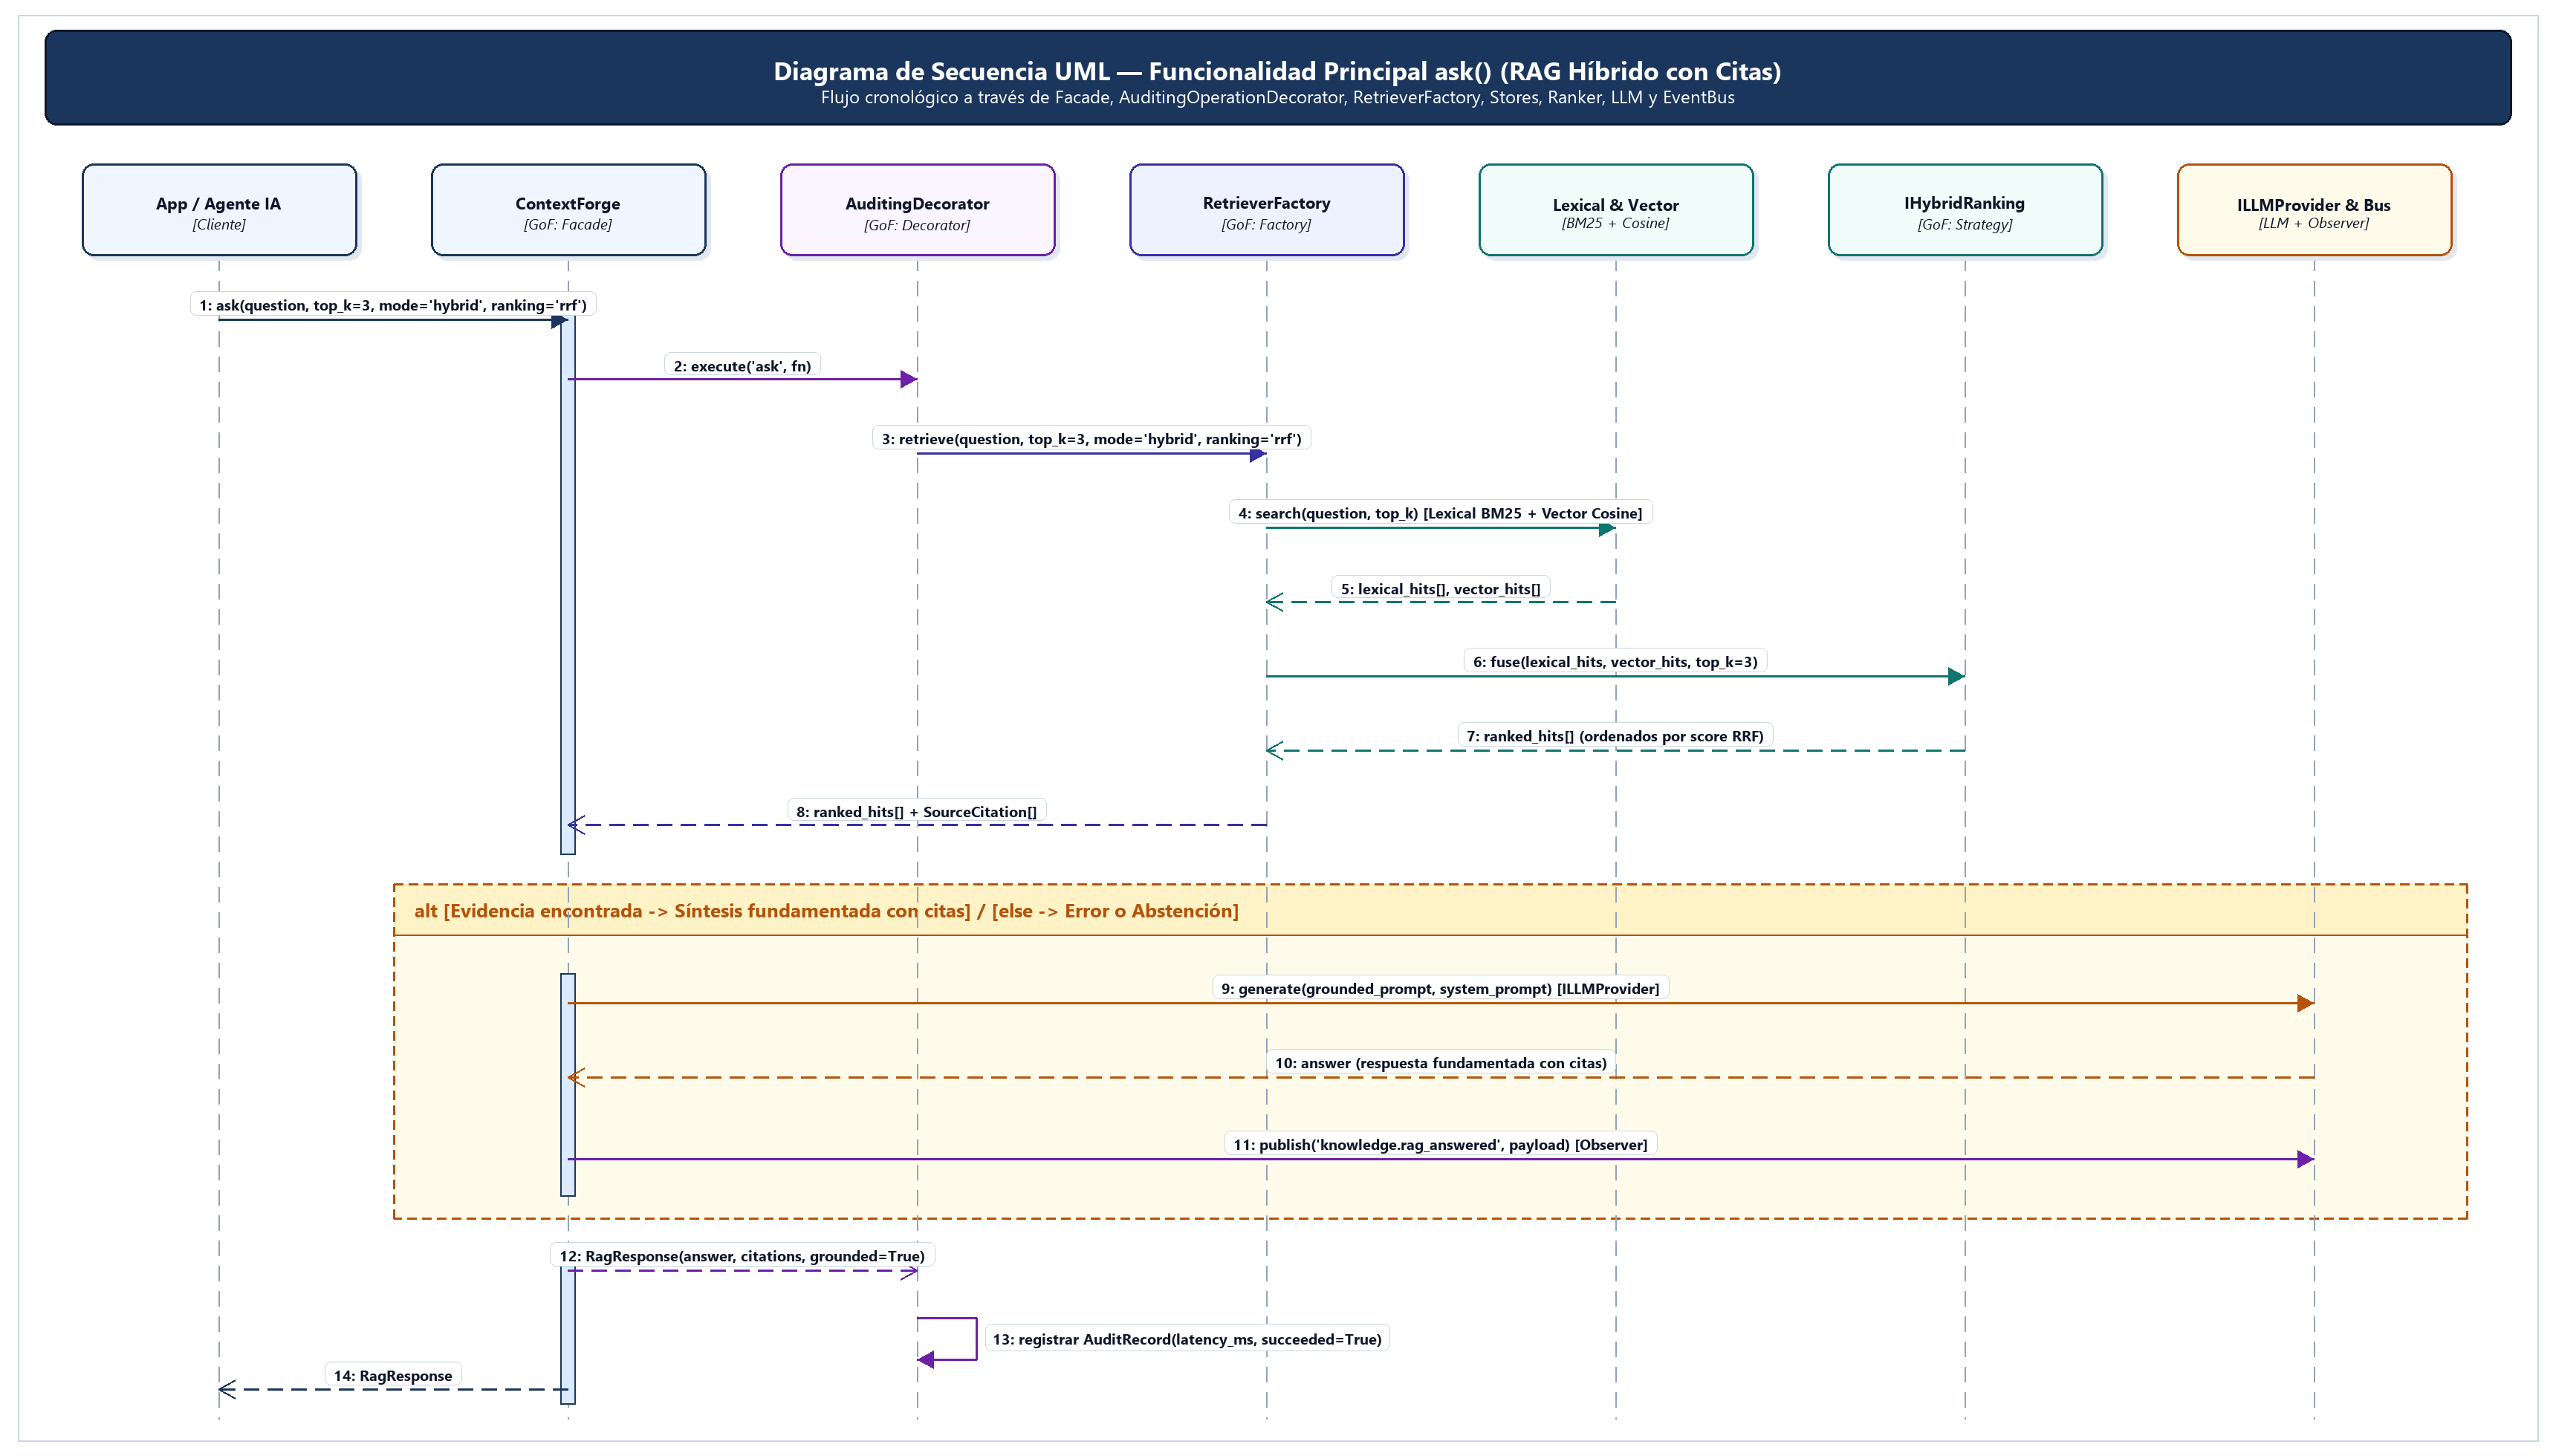 Diagrama de Secuencia UML — Funcionalidad Principal ask() (RAG Híbrido con Citas)
Flujo cronológico a través de Facade, AuditingOperationDecorator, RetrieverFactory, Stores, Ranker, LLM y EventBus
App / Agente IA
[Cliente]
ContextForge
[GoF: Facade]
AuditingDecorator
[GoF: Decorator]
RetrieverFactory
[GoF: Factory]
Lexical & Vector
[BM25 + Cosine]
IHybridRanking
[GoF: Strategy]
ILLMProvider & Bus
[LLM + Observer]
1: ask(question, top_k=3, mode='hybrid', ranking='rrf')
2: execute('ask', fn)
3: retrieve(question, top_k=3, mode='hybrid', ranking='rrf')
4: search(question, top_k) [Lexical BM25 + Vector Cosine]
5: lexical_hits[], vector_hits[]
6: fuse(lexical_hits, vector_hits, top_k=3)
7: ranked_hits[] (ordenados por score RRF)
8: ranked_hits[] + SourceCitation[]
alt [Evidencia encontrada -> Síntesis fundamentada con citas] / [else -> Error o Abstención]
9: generate(grounded_prompt, system_prompt) [ILLMProvider]
10: answer (respuesta fundamentada con citas)
11: publish('knowledge.rag_answered', payload) [Observer]
12: RagResponse(answer, citations, grounded=True)
13: registrar AuditRecord(latency_ms, succeeded=True)
14: RagResponse